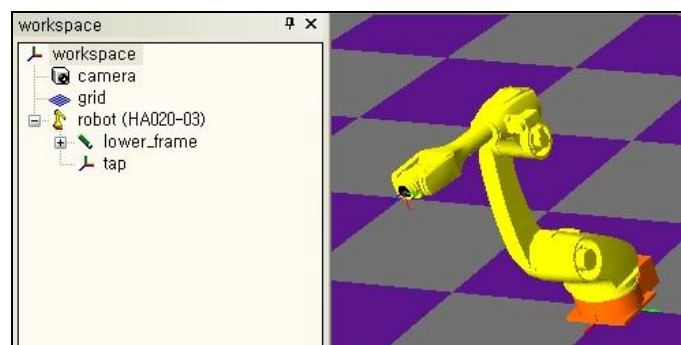 workspace
workspace
camera
grid
robot (HA020-03)
lower_frame
tap